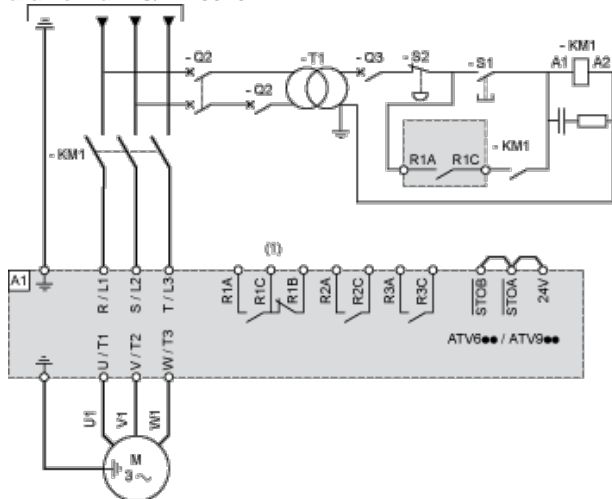 - Q2
- T1
- Q3
- S2
- S1
- KM1
A1
A2
- Q2
- KM1
R1A
R1C
- KM1
(1)
A1
R / L1
S / L2
T / L3
R1A
R1C
R1B
R2A
R2C
R3A
R3C
STOB
STOA
24V
ATV6●● / ATV9●●
U / T1
V / T2
W / T3
U1
V1
W1
M
3 ~